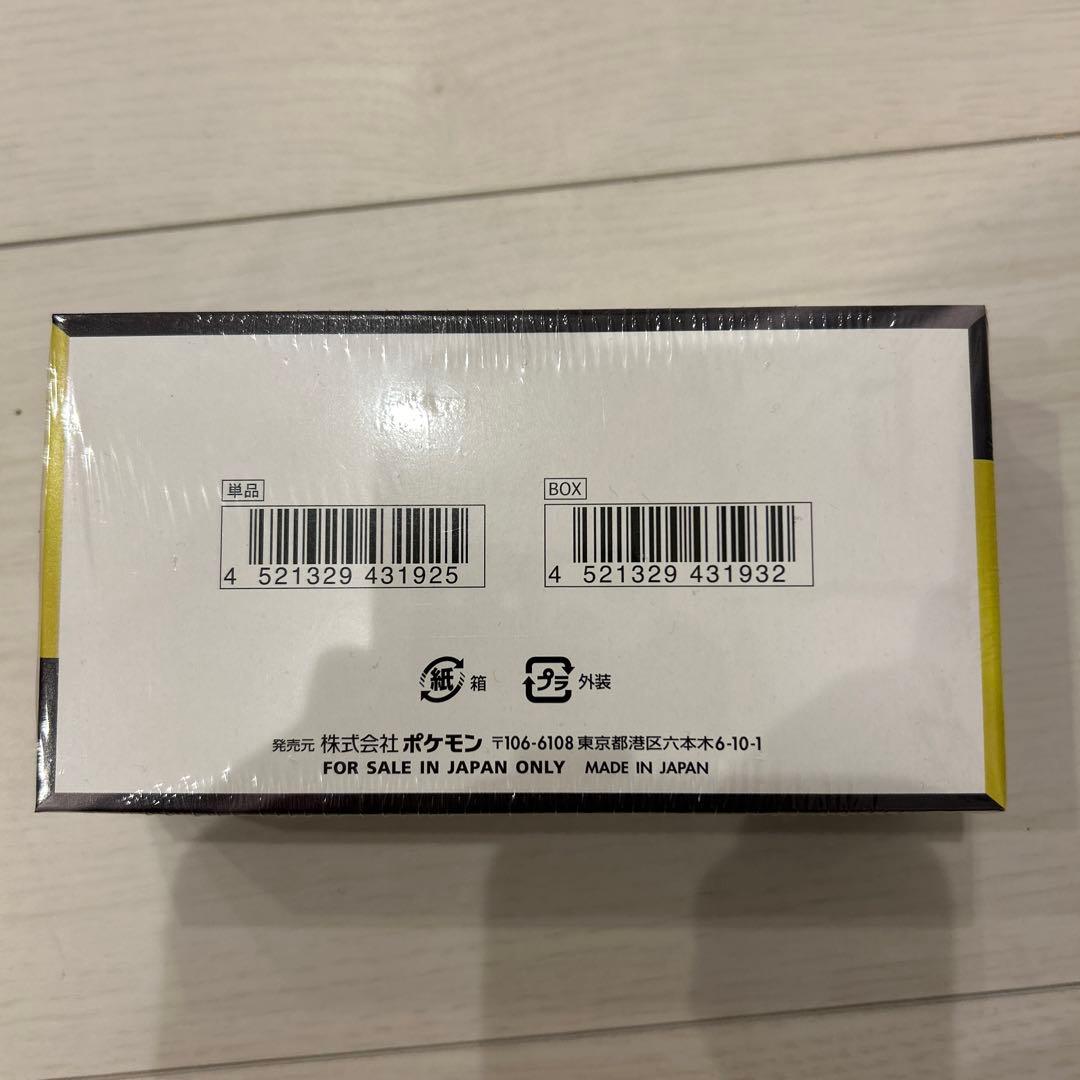 単品
4 521329 431925
BOX
4 521329 431932
紙 箱
プラ 外装
発売元 株式会社 ポケモン 〒106-6108 東京都港区六本木6-10-1
FOR SALE IN JAPAN ONLY MADE IN JAPAN